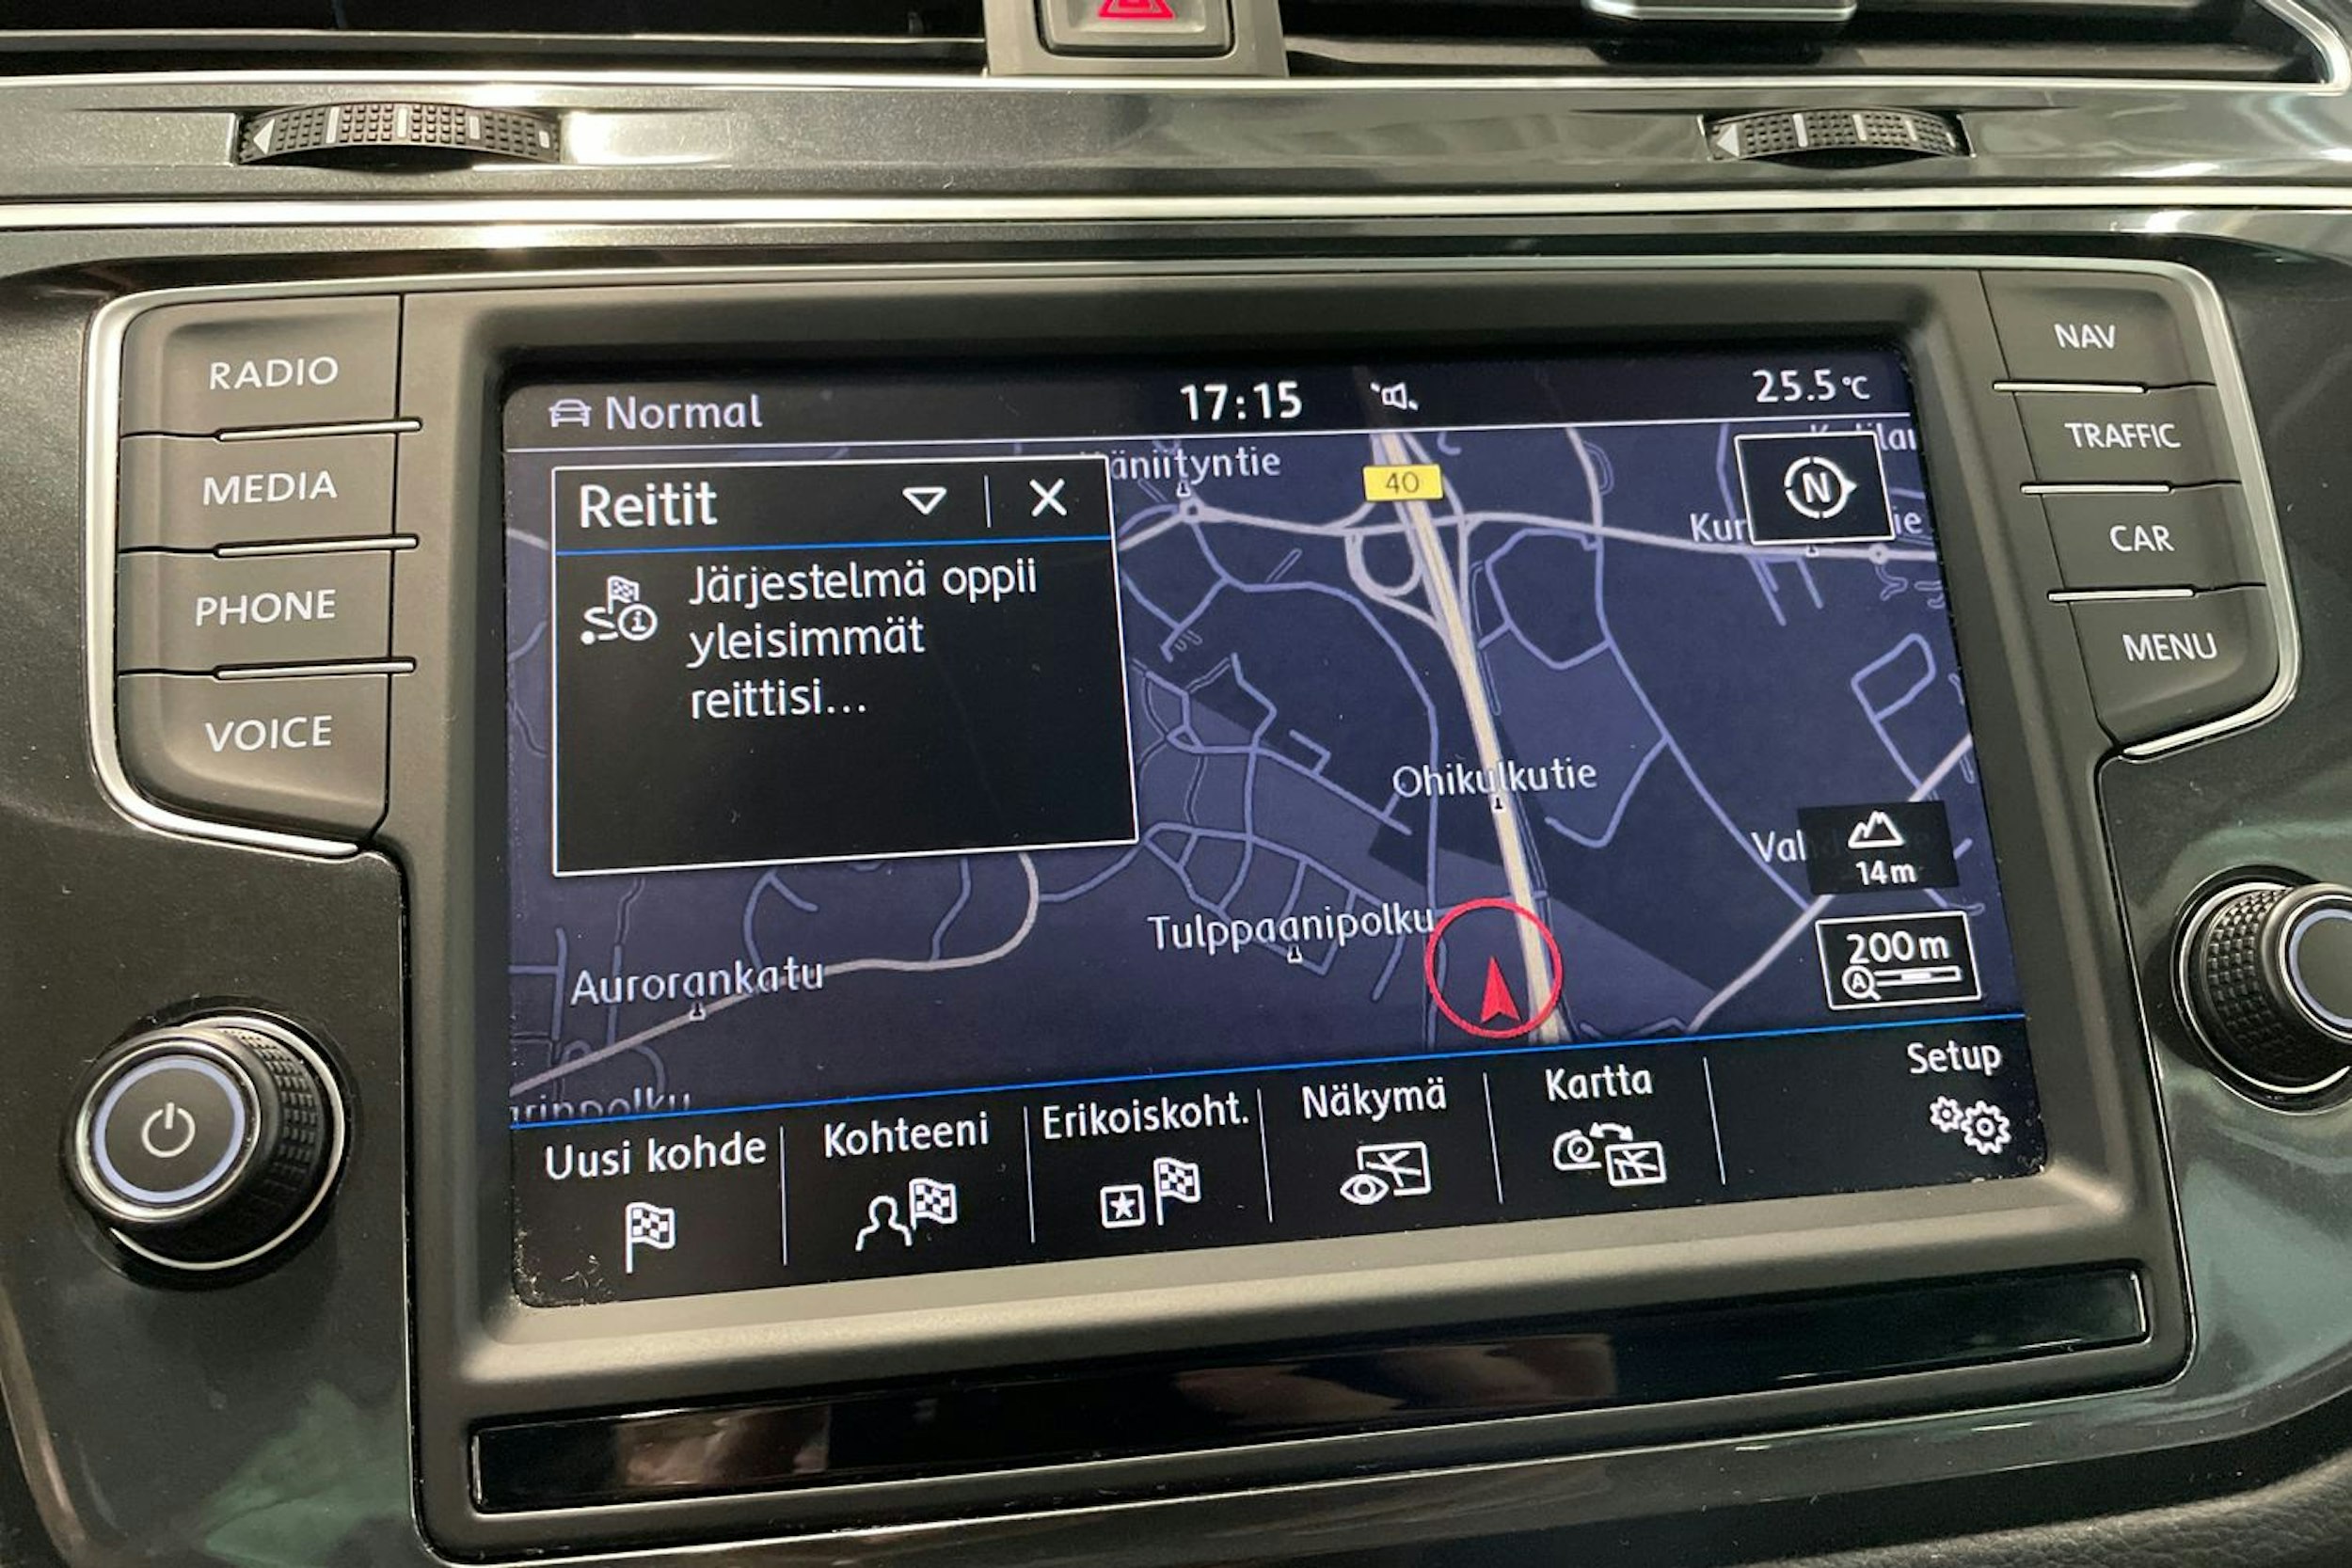 RADIO
MEDIA
PHONE
VOICE
NAV
TRAFFIC
CAR
MENU
Normal
17:15
25.5°C
Reitit
Järjestelmä oppii
yleisimmät
reittisi...
40
N
Ohikulkutie
14m
Tulppaanipolku
200m
A
Aurorankatu
Uusi kohde
Kohteeni
Erikoiskoht.
Näkymä
Kartta
Setup